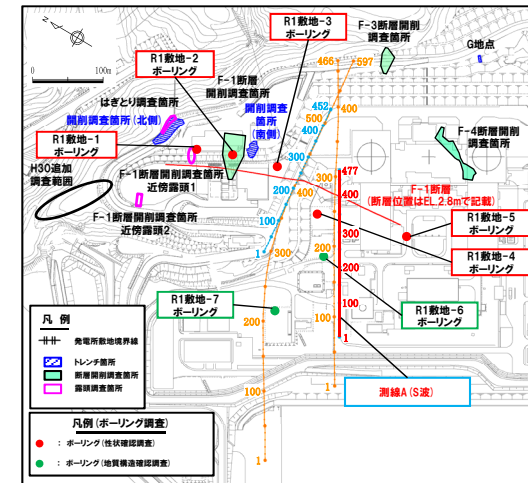 R1敷地-3
ボーリング
F-3断層開削
調査箇所
G地点
R1敷地-2
ボーリング
0
100m
はぎとり調査箇所
F-1断層
開削調査箇所
開削調査箇所(北側)
開削調査
箇所
(南側)
R1敷地-1
ボーリング
H30追加
調査範囲
F-1断層開削調査箇所
近傍露頭1
F-1断層開削調査箇所
近傍露頭2
F-4断層開削
調査箇所
F-1断層
(断層位置はEL.2.8mで記載)
466
597
500
400
300
200
100
1
452
400
300
200
100
1
400
300
200
100
1
477
400
300
200
100
1
R1敷地-5
ボーリング
R1敷地-4
ボーリング
R1敷地-6
ボーリング
R1敷地-7
ボーリング
測線A(S波)
凡 例
発電所敷地境界線
トレンチ箇所
断層開削調査箇所
露頭調査箇所
凡例(ボーリング調査)
: ボーリング(性状確認調査)
: ボーリング(地質構造確認調査)